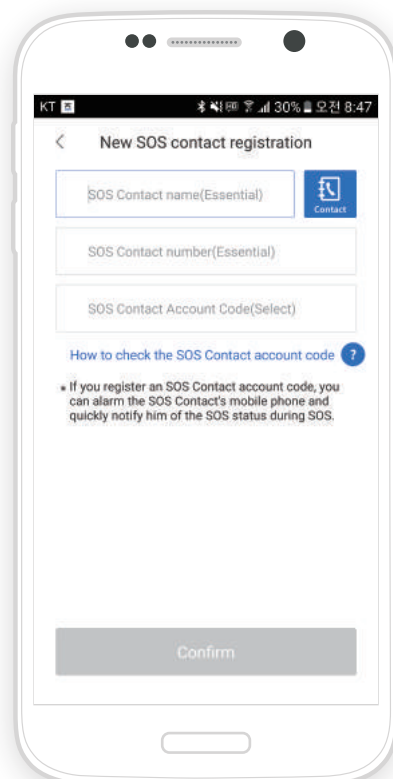 KT 30% 오전 8:47
New SOS contact registration
SOS Contact name(Essential)
Contact
SOS Contact number(Essential)
SOS Contact Account Code(Select)
How to check the SOS Contact account code ?
* If you register an SOS Contact account code, you
can alarm the SOS Contact's mobile phone and
quickly notify him of the SOS status during SOS.
Confirm